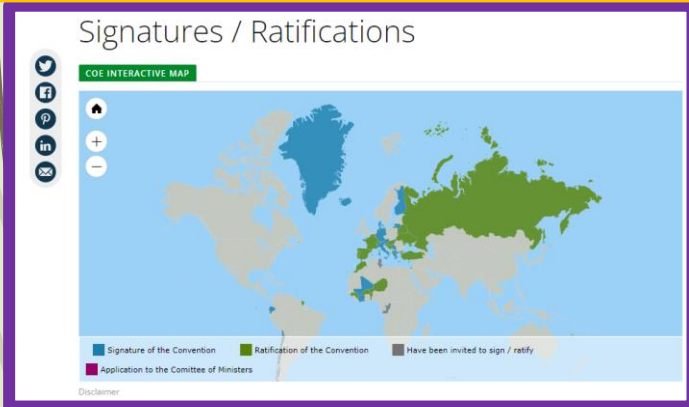 Signatures / Ratifications
COE INTERACTIVE MAP
Signature of the Convention
Ratification of the Convention
Have been invited to sign / ratify
Application to the Comittee of Ministers
Disclaimer